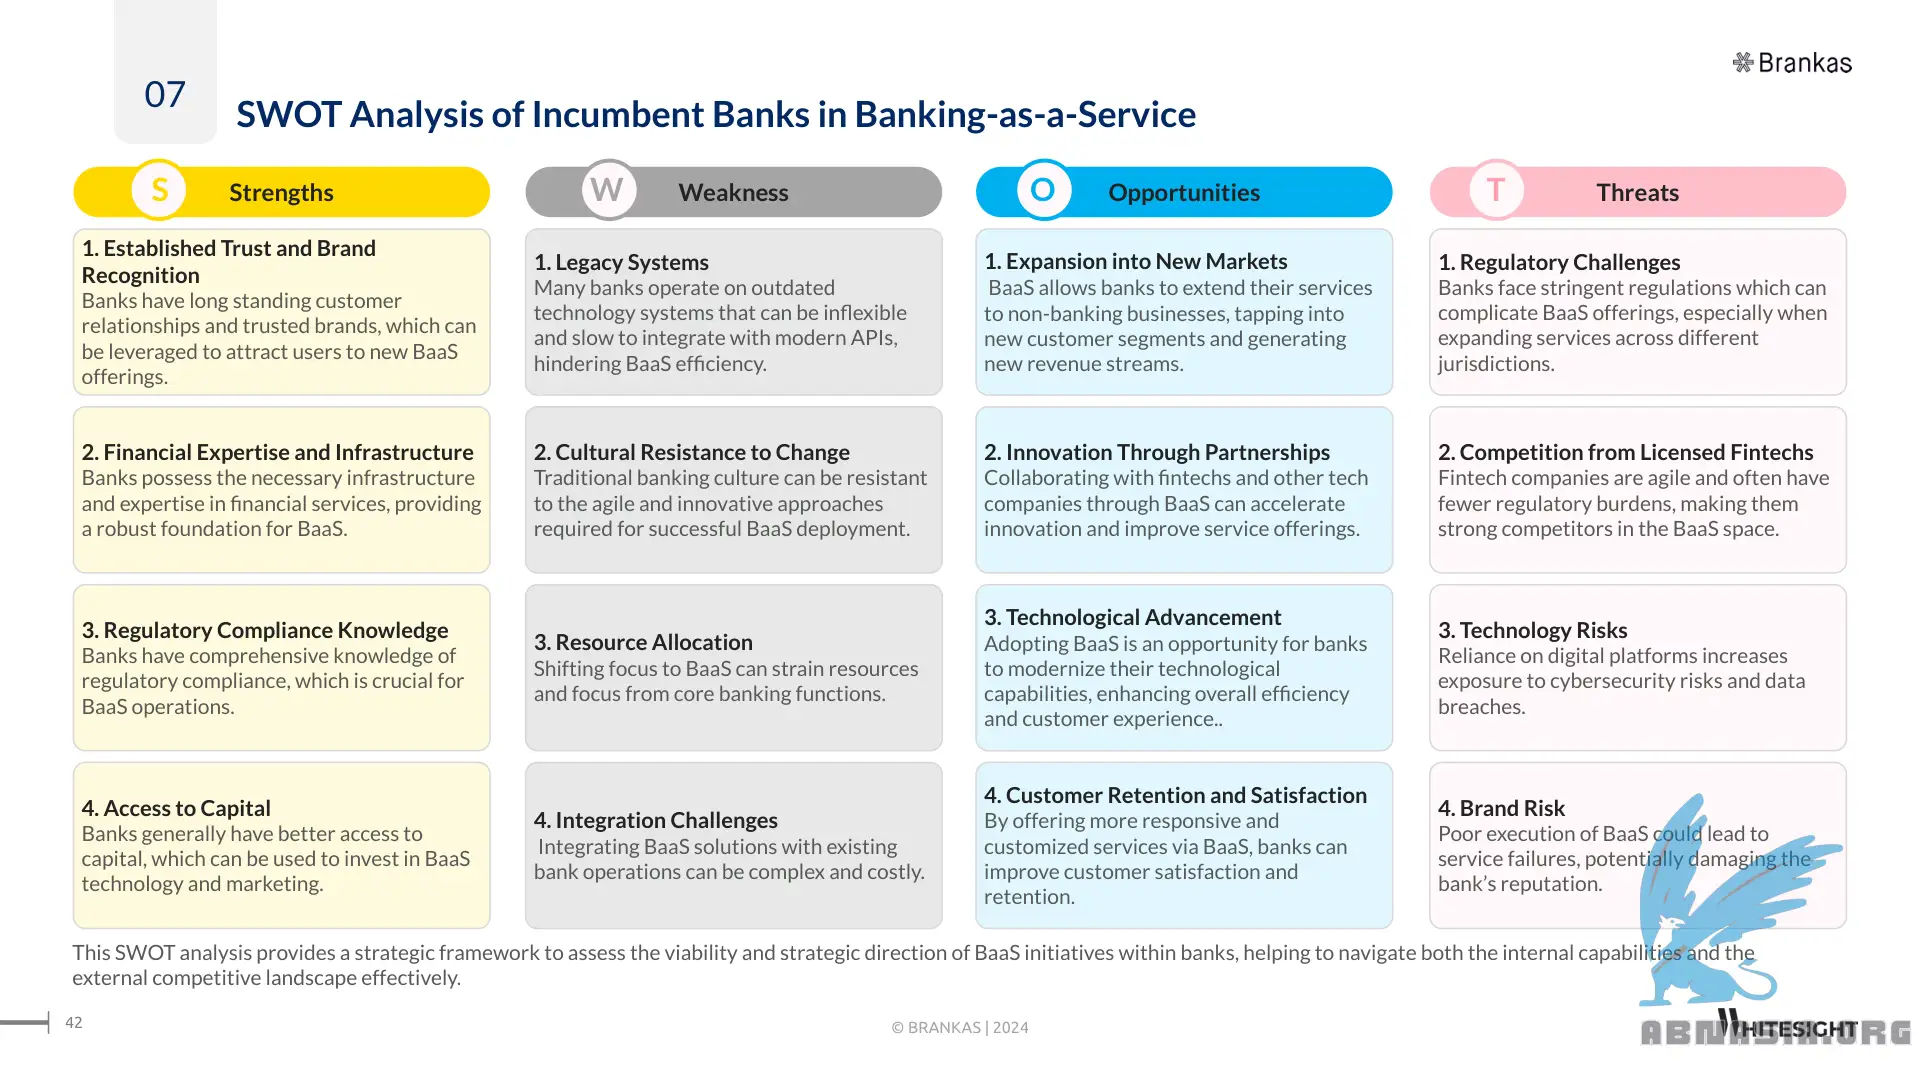 07
Brankas
SWOT Analysis of Incumbent Banks in Banking-as-a-Service
S
Strengths
1. Established Trust and Brand
Recognition
Banks have long standing customer
relationships and trusted brands, which can
be leveraged to attract users to new BaaS
offerings.
2. Financial Expertise and Infrastructure
Banks possess the necessary infrastructure
and expertise in financial services, providing
a robust foundation for BaaS.
3. Regulatory Compliance Knowledge
Banks have comprehensive knowledge of
regulatory compliance, which is crucial for
BaaS operations.
4. Access to Capital
Banks generally have better access to
capital, which can be used to invest in BaaS
technology and marketing.
W
Weakness
1. Legacy Systems
Many banks operate on outdated
technology systems that can be inflexible
and slow to integrate with modern APIs,
hindering BaaS efficiency.
2. Cultural Resistance to Change
Traditional banking culture can be resistant
to the agile and innovative approaches
required for successful BaaS deployment.
3. Resource Allocation
Shifting focus to BaaS can strain resources
and focus from core banking functions.
4. Integration Challenges
Integrating BaaS solutions with existing
bank operations can be complex and costly.
O
Opportunities
1. Expansion into New Markets
BaaS allows banks to extend their services
to non-banking businesses, tapping into
new customer segments and generating
new revenue streams.
2. Innovation Through Partnerships
Collaborating with fintechs and other tech
companies through BaaS can accelerate
innovation and improve service offerings.
3. Technological Advancement
Adopting BaaS is an opportunity for banks
to modernize their technological
capabilities, enhancing overall efficiency
and customer experience..
4. Customer Retention and Satisfaction
By offering more responsive and
customized services via BaaS, banks can
improve customer satisfaction and
retention.
T
Threats
1. Regulatory Challenges
Banks face stringent regulations which can
complicate BaaS offerings, especially when
expanding services across different
jurisdictions.
2. Competition from Licensed Fintechs
Fintech companies are agile and often have
fewer regulatory burdens, making them
strong competitors in the BaaS space.
3. Technology Risks
Reliance on digital platforms increases
exposure to cybersecurity risks and data
breaches.
4. Brand Risk
Poor execution of BaaS could lead to
service failures, potentially damaging the
bank's reputation.
This SWOT analysis provides a strategic framework to assess the viability and strategic direction of BaaS initiatives within banks, helping to navigate both the internal capabilities and the
external competitive landscape effectively.
42
© BRANKAS | 2024
WHITESIGHT
ABNASIA.ORG